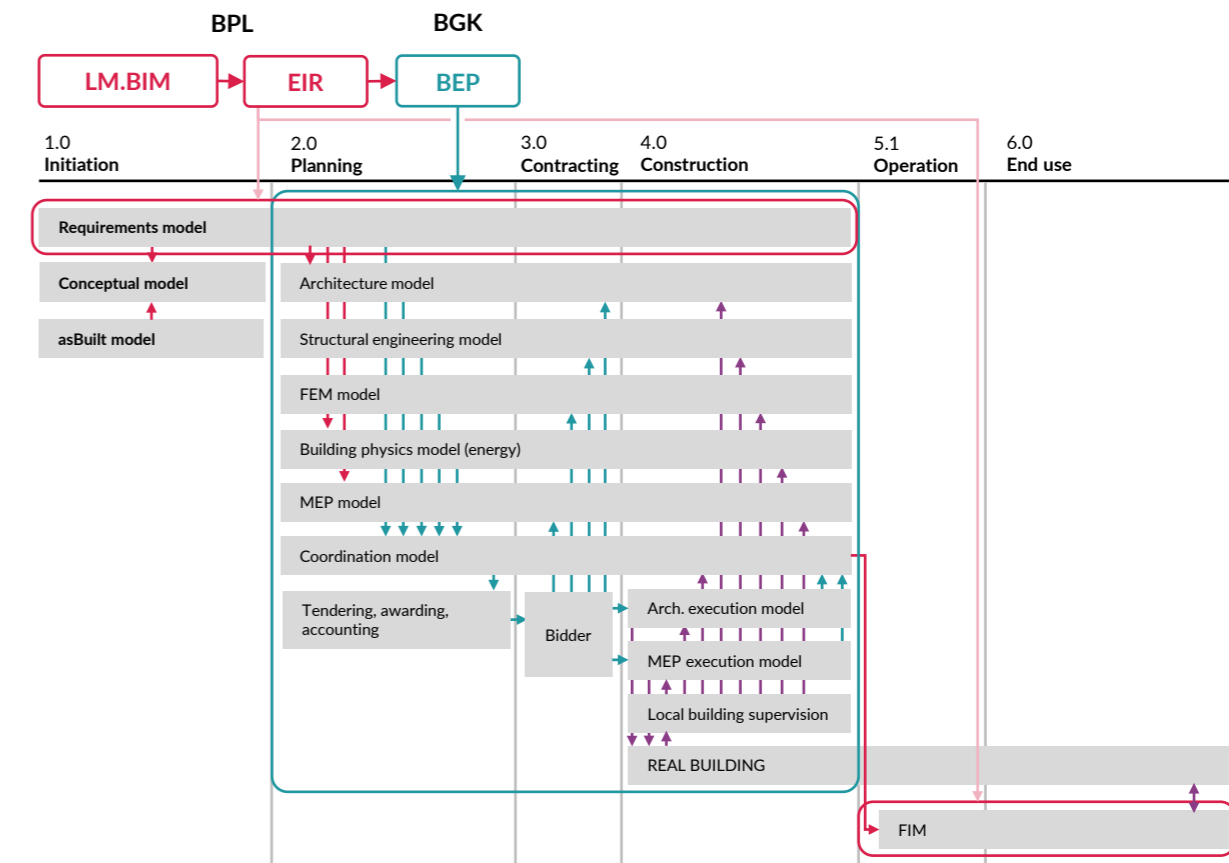 BPL
BGK
LM.BIM
EIR
BEP
1.0
Initiation
2.0
Planning
3.0
Contracting
4.0
Construction
5.1
Operation
6.0
End use
Requirements model
Conceptual model
Architecture model
asBuilt model
Structural engineering model
FEM model
Building physics model (energy)
MEP model
Coordination model
Tendering, awarding,
accounting
Bidder
Arch. execution model
MEP execution model
Local building supervision
REAL BUILDING
FIM